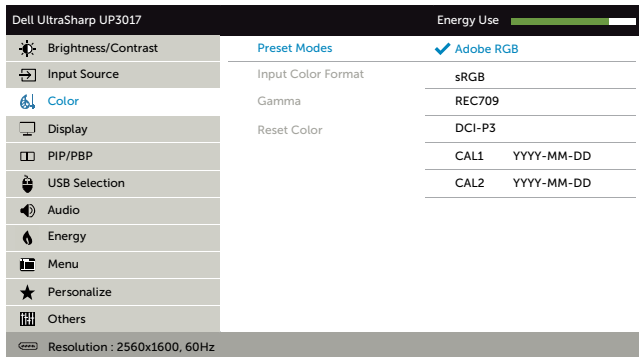 Dell UltraSharp UP3017 Energy Use
Brightness/Contrast Preset Modes Adobe RGB
Input Source Input Color Format sRGB
Color Gamma REC709
Display Reset Color DCI-P3
PIP/PBP CAL1 YYYY-MM-DD
USB Selection CAL2 YYYY-MM-DD
Audio
Energy
Menu
Personalize
Others
Resolution : 2560x1600, 60Hz